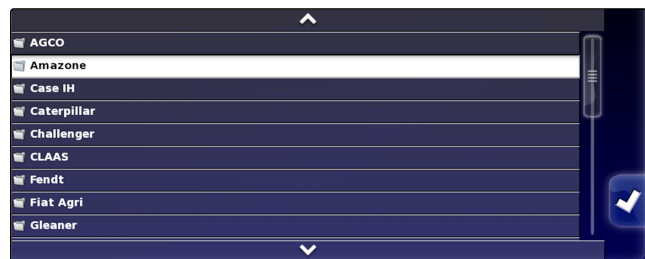 AGCO
Amazone
Case IH
Caterpillar
Challenger
CLAAS
Fendt
Fiat Agri
Gleaner